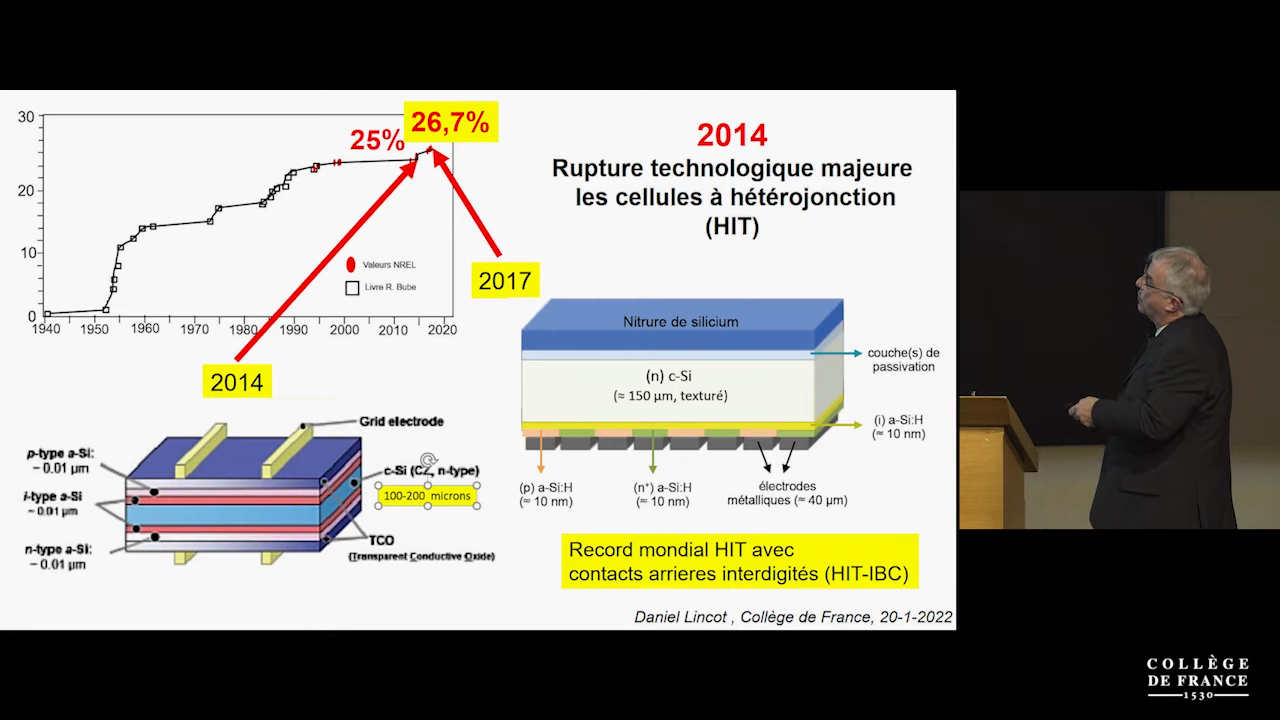 30
20
10
0
1940
1950
1960
1970
1980
1990
2000
2010
2020
25%
26,7%
Valeurs NREL
Livre R. Bube
2014
2017
2014
Rupture technologique majeure
les cellules à hétérojonction
(HIT)
Grid electrode
p-type a-Si:
~ 0.01 µm
i-type a-Si
~ 0.01 µm
n-type a-Si:
~ 0.01 µm
c-Si (CZ, n-type)
100-200 microns
TCO
(Transparent Conductive Oxide)
Nitrure de silicium
couche(s) de
passivation
(n) c-Si
(≈ 150 µm, texturé)
(i) a-Si:H
(≈ 10 nm)
(p) a-Si:H
(≈ 10 nm)
(n⁺) a-Si:H
(≈ 10 nm)
électrodes
métalliques (≈ 40 µm)
Record mondial HIT avec
contacts arrieres interdigités (HIT-IBC)
Daniel Lincot , Collège de France, 20-1-2022
COLLÈGE
DE FRANCE
1530